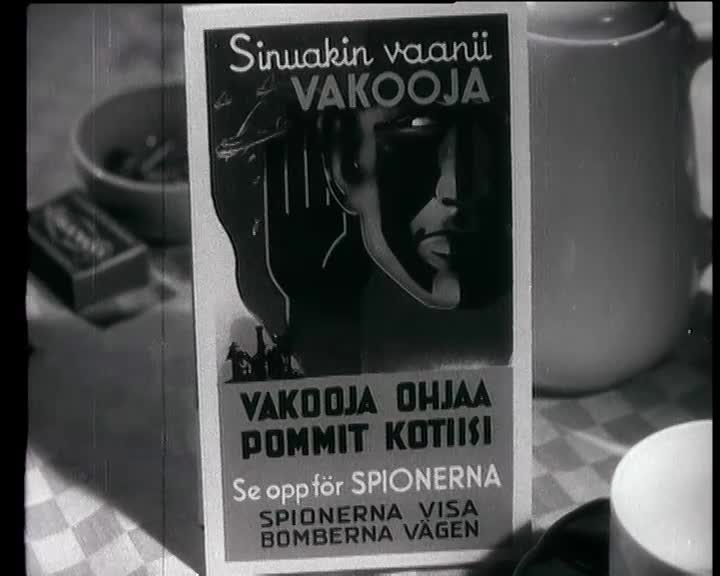 Sinuakin vaanii
VAKOOJA
VAKOOJA OHJAA
POMMIT KOTIISI
Se opp för SPIONERNA
SPIONERNA VISA
BOMBERNA VÄGEN